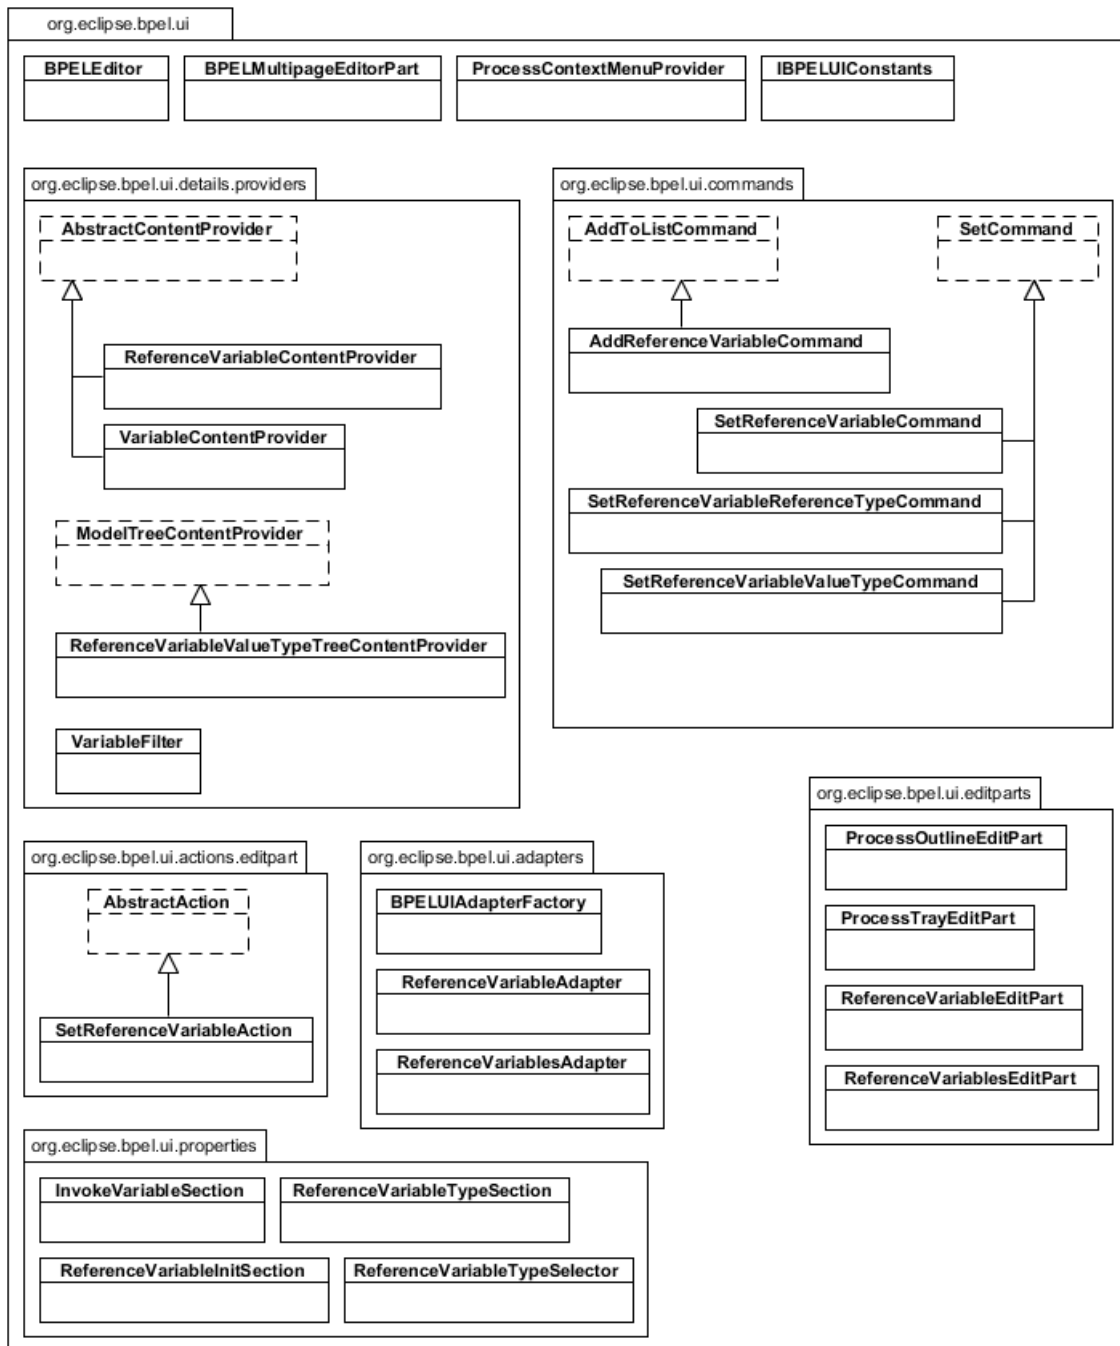 org.eclipse.bpel.ui
BPELEditor
BPELMultipageEditorPart
ProcessContextMenuProvider
IBPELUIConstants
org.eclipse.bpel.ui.details.providers
AbstractContentProvider
ReferenceVariableContentProvider
VariableContentProvider
ModelTreeContentProvider
ReferenceVariableValueTypeTreeContentProvider
VariableFilter
org.eclipse.bpel.ui.commands
AddToListCommand
SetCommand
AddReferenceVariableCommand
SetReferenceVariableCommand
SetReferenceVariableReferenceTypeCommand
SetReferenceVariableValueTypeCommand
org.eclipse.bpel.ui.actions.editpart
AbstractAction
SetReferenceVariableAction
org.eclipse.bpel.ui.adapters
BPELUIAdapterFactory
ReferenceVariableAdapter
ReferenceVariablesAdapter
org.eclipse.bpel.ui.editparts
ProcessOutlineEditPart
ProcessTrayEditPart
ReferenceVariableEditPart
ReferenceVariablesEditPart
org.eclipse.bpel.ui.properties
InvokeVariableSection
ReferenceVariableTypeSection
ReferenceVariableInitSection
ReferenceVariableTypeSelector